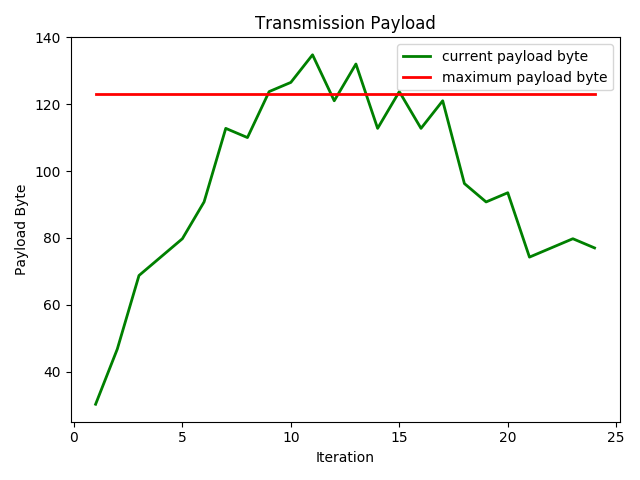 Transmission Payload
current payload byte
maximum payload byte
Payload Byte
140
120
100
80
60
40
0 5 10 15 20 25
Iteration